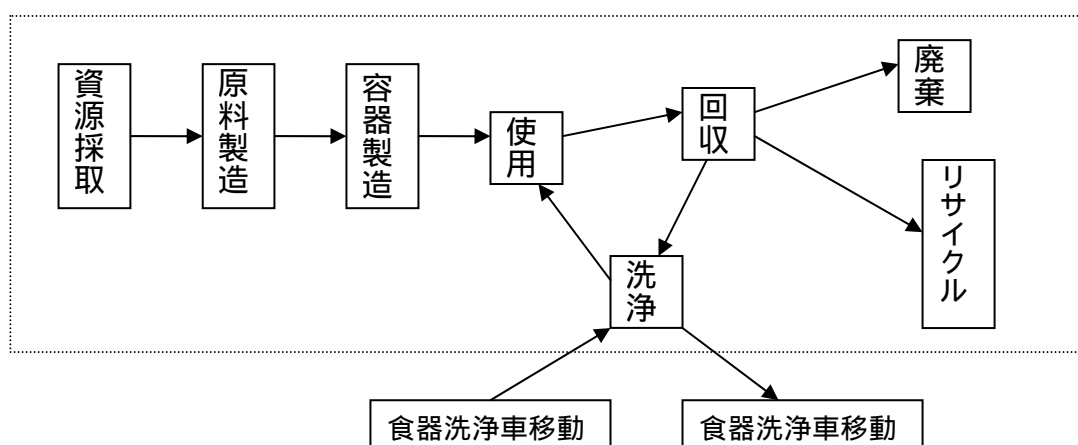 資源採取
原料製造
容器製造
使用
回収
廃棄
リサイクル
洗浄
食器洗浄車移動
食器洗浄車移動